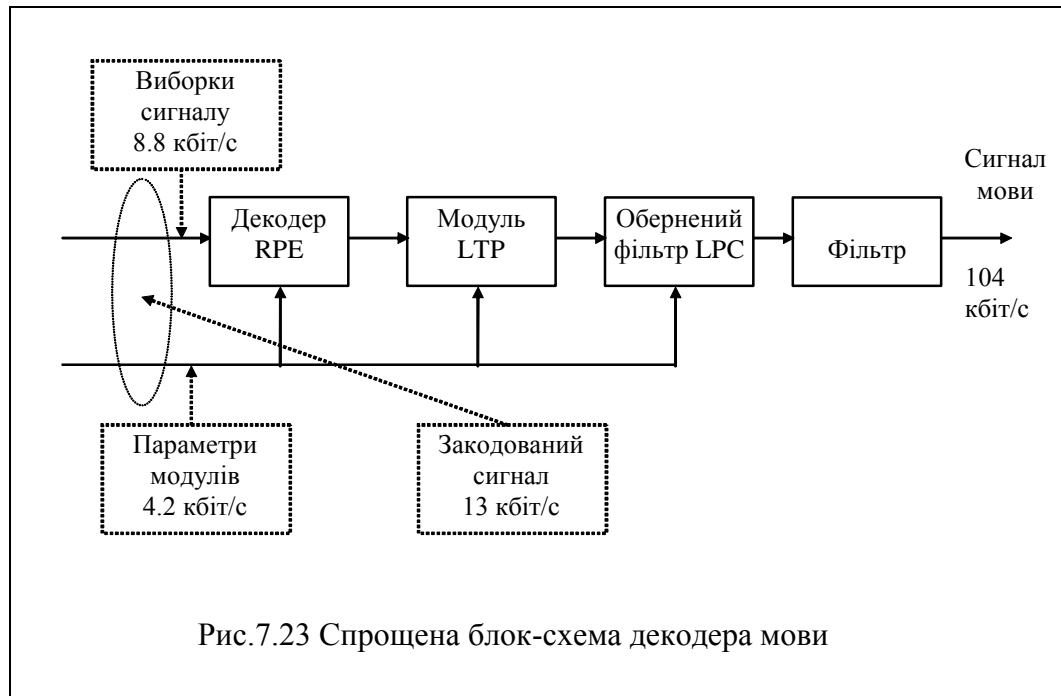 Виборки
сигналу
8.8 кбіт/с
Сигнал
мови
Декодер
RPE
Модуль
LTP
Обернений
фільтр LPC
Фільтр
104
кбіт/с
Параметри
модулів
4.2 кбіт/с
Закодований
сигнал
13 кбіт/с
Рис.7.23 Спрощена блок-схема декодера мови